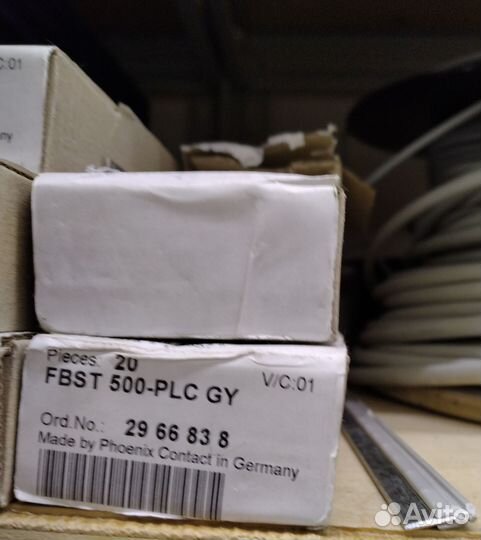 C:01
ny
Pieces. 20
FBST 500-PLC GY
V/C:01
Ord.No.: 29 66 83 8
Made by Phoenix Contact in Germany
Avito